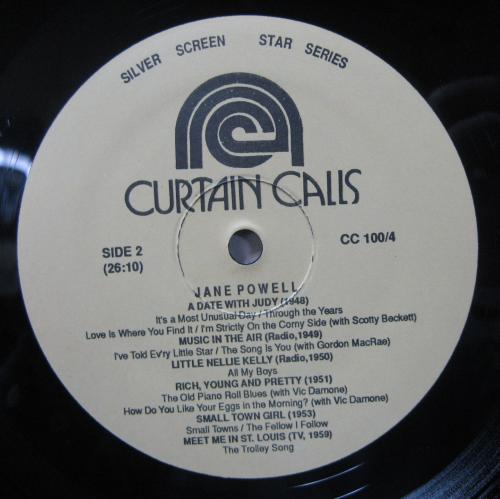 SILVER SCREEN STAR SERIES
CURTAIN CALLS
SIDE 2
(26:10)
CC 100/4
JANE POWELL
A DATE WITH JUDY (1948)
It's a Most Unusual Day / Through the Years
Love Is Where You Find It / I'm Strictly On the Corny Side (with Scotty Beckett)
MUSIC IN THE AIR (Radio,1949)
I've Told Ev'ry Little Star / The Song Is You (with Gordon MacRae)
LITTLE NELLIE KELLY (Radio,1950)
All My Boys
RICH, YOUNG AND PRETTY (1951)
The Old Piano Roll Blues (with Vic Damone)
How Do You Like Your Eggs in the Morning? (with Vic Damone)
SMALL TOWN GIRL (1953)
Small Towns / The Fellow I Follow
MEET ME IN ST. LOUIS (TV, 1959)
The Trolley Song